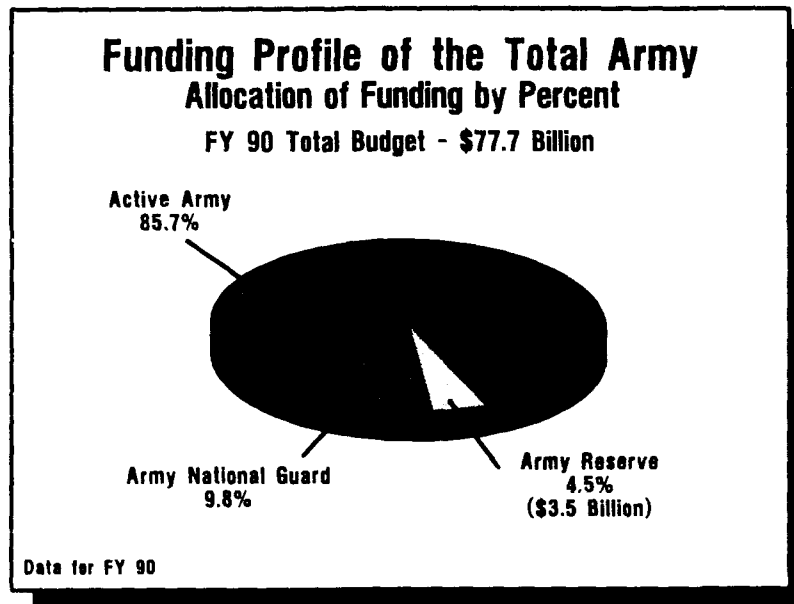 Funding Profile of the Total Army
Allocation of Funding by Percent
FY 90 Total Budget - $77.7 Billion
Active Army
85.7%
Army National Guard
9.8%
Army Reserve
4.5%
($3.5 Billion)
Data for FY 90